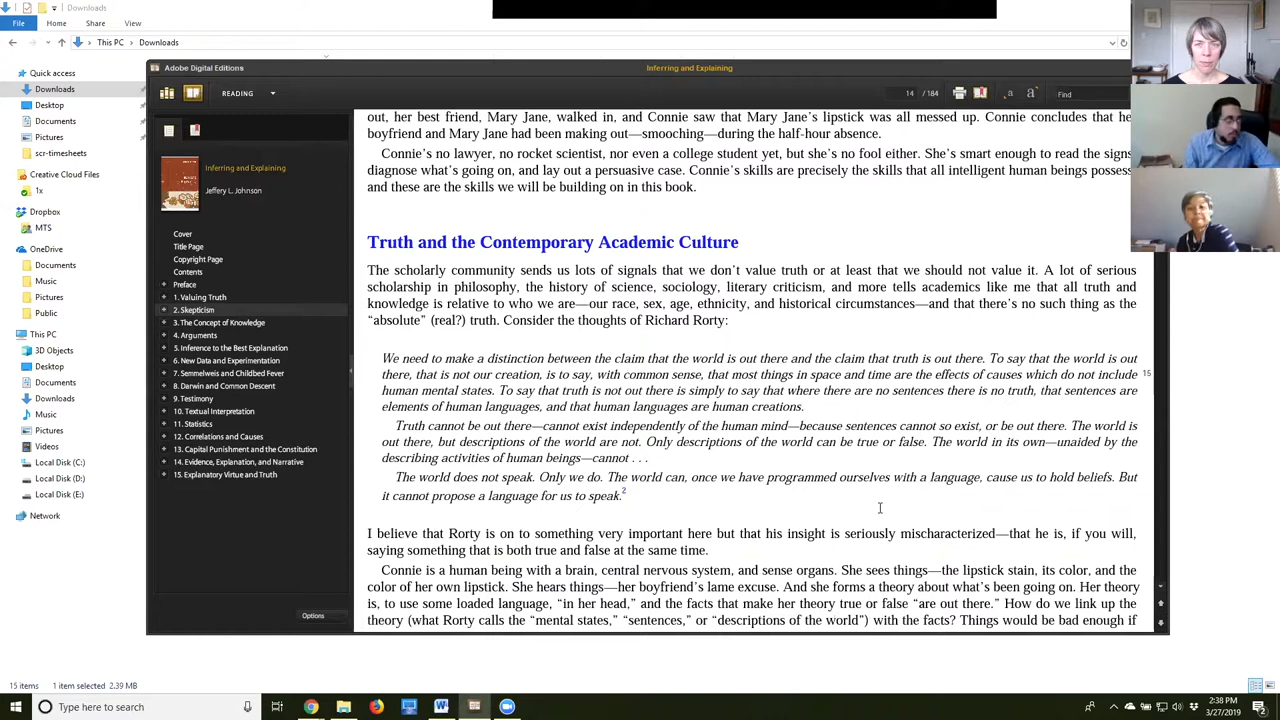 Downloads
File
Home
Share
View
This PC
Downloads
Quick access
Downloads
Desktop
Documents
Pictures
scr-timesheets
Creative Cloud Files
1x
Dropbox
MTS
OneDrive
Documents
Music
Pictures
Public
This PC
3D Objects
Desktop
Documents
Downloads
Music
Pictures
Videos
Local Disk (C:)
Local Disk (D:)
Local Disk (E:)
Network
15 items 1 item selected 2.39 MB
Adobe Digital Editions
Inferring and Explaining
READING
14 / 184
a
a
Find
Inferring and Explaining
Jeffery L. Johnson
Cover
Title Page
Copyright Page
Contents
Preface
1. Valuing Truth
2. Skepticism
3. The Concept of Knowledge
4. Arguments
5. Inference to the Best Explanation
6. New Data and Experimentation
7. Semmelweis and Childbed Fever
8. Darwin and Common Descent
9. Testimony
10. Textual Interpretation
11. Statistics
12. Correlations and Causes
13. Capital Punishment and the Constitution
14. Evidence, Explanation, and Narrative
15. Explanatory Virtue and Truth
Options
out, her best friend, Mary Jane, walked in, and Connie saw that Mary Jane's lipstick was all messed up. Connie concludes that he
boyfriend and Mary Jane had been making out—smooching—during the half-hour absence.
Connie's no lawyer, no rocket scientist, nor even a college student yet, but she's no fool either. She's smart enough to read the signs
diagnose what's going on, and lay out a persuasive case. Connie's skills are precisely the skills that all intelligent human beings possess
and these are the skills we will be building on in this book.
Truth and the Contemporary Academic Culture
The scholarly community sends us lots of signals that we don't value truth or at least that we should not value it. A lot of serious
scholarship in philosophy, the history of science, sociology, literary criticism, and more tells academics like me that all truth and
knowledge is relative to who we are—our race, sex, age, ethnicity, and historical circumstances—and that there's no such thing as the
“absolute” (real?) truth. Consider the thoughts of Richard Rorty:
We need to make a distinction between the claim that the world is out there and the claim that truth is out there. To say that the world is out
there, that is not our creation, is to say, with common sense, that most things in space and time are the effects of causes which do not include
15
human mental states. To say that truth is not out there is simply to say that where there are no sentences there is no truth, that sentences are
elements of human languages, and that human languages are human creations.
Truth cannot be out there—cannot exist independently of the human mind—because sentences cannot so exist, or be out there. The world is
out there, but descriptions of the world are not. Only descriptions of the world can be true or false. The world in its own—unaided by the
describing activities of human beings—cannot . . .
The world does not speak. Only we do. The world can, once we have programmed ourselves with a language, cause us to hold beliefs. But
it cannot propose a language for us to speak.2
I believe that Rorty is on to something very important here but that his insight is seriously mischaracterized—that he is, if you will,
saying something that is both true and false at the same time.
Connie is a human being with a brain, central nervous system, and sense organs. She sees things—the lipstick stain, its color, and the
color of her own lipstick. She hears things—her boyfriend's lame excuse. And she forms a theory about what's been going on. Her theory
is, to use some loaded language, “in her head,” and the facts that make her theory true or false “are out there.” How do we link up the
theory (what Rorty calls the “mental states,” “sentences,” or “descriptions of the world”) with the facts? Things would be bad enough if
Type here to search
2:38 PM
3/27/2019
2